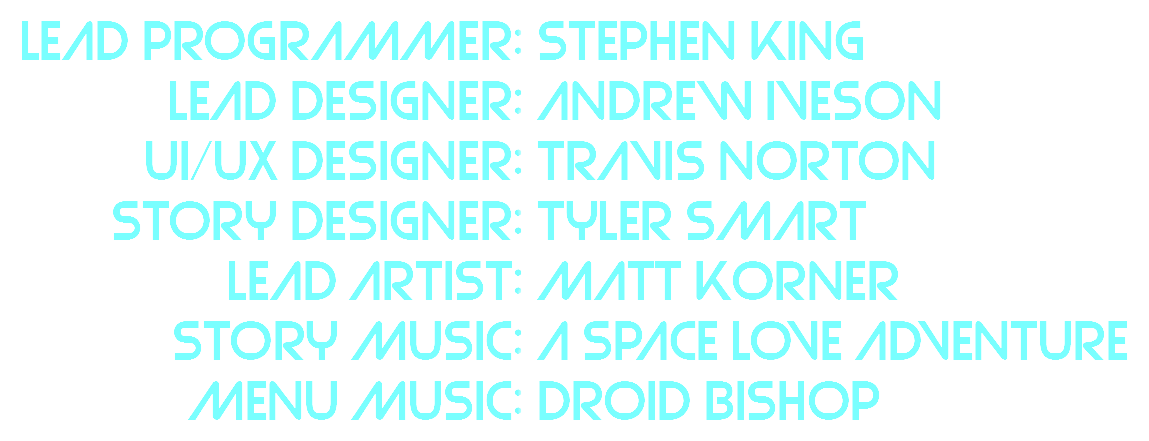 LEAD PROGRAMMER: STEPHEN KING
LEAD DESIGNER: ANDREW IVESON
UI/UX DESIGNER: TRAVIS NORTON
STORY DESIGNER: TYLER SMART
LEAD ARTIST: MATT KORNER
STORY MUSIC: A SPACE LOVE ADVENTURE
MENU MUSIC: DROID BISHOP